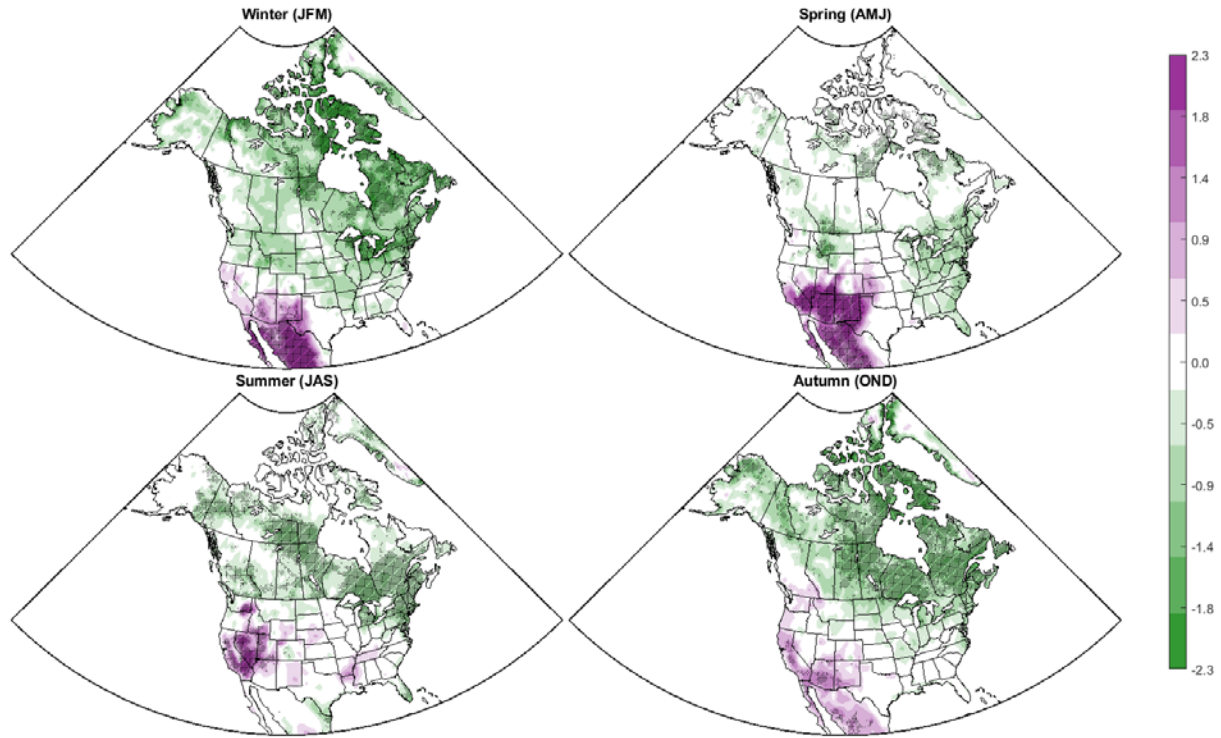 Winter (JFM)
Spring (AMJ)
Summer (JAS)
Autumn (OND)
2.3
1.8
1.4
0.9
0.5
0.0
-0.5
-0.9
-1.4
-1.8
-2.3